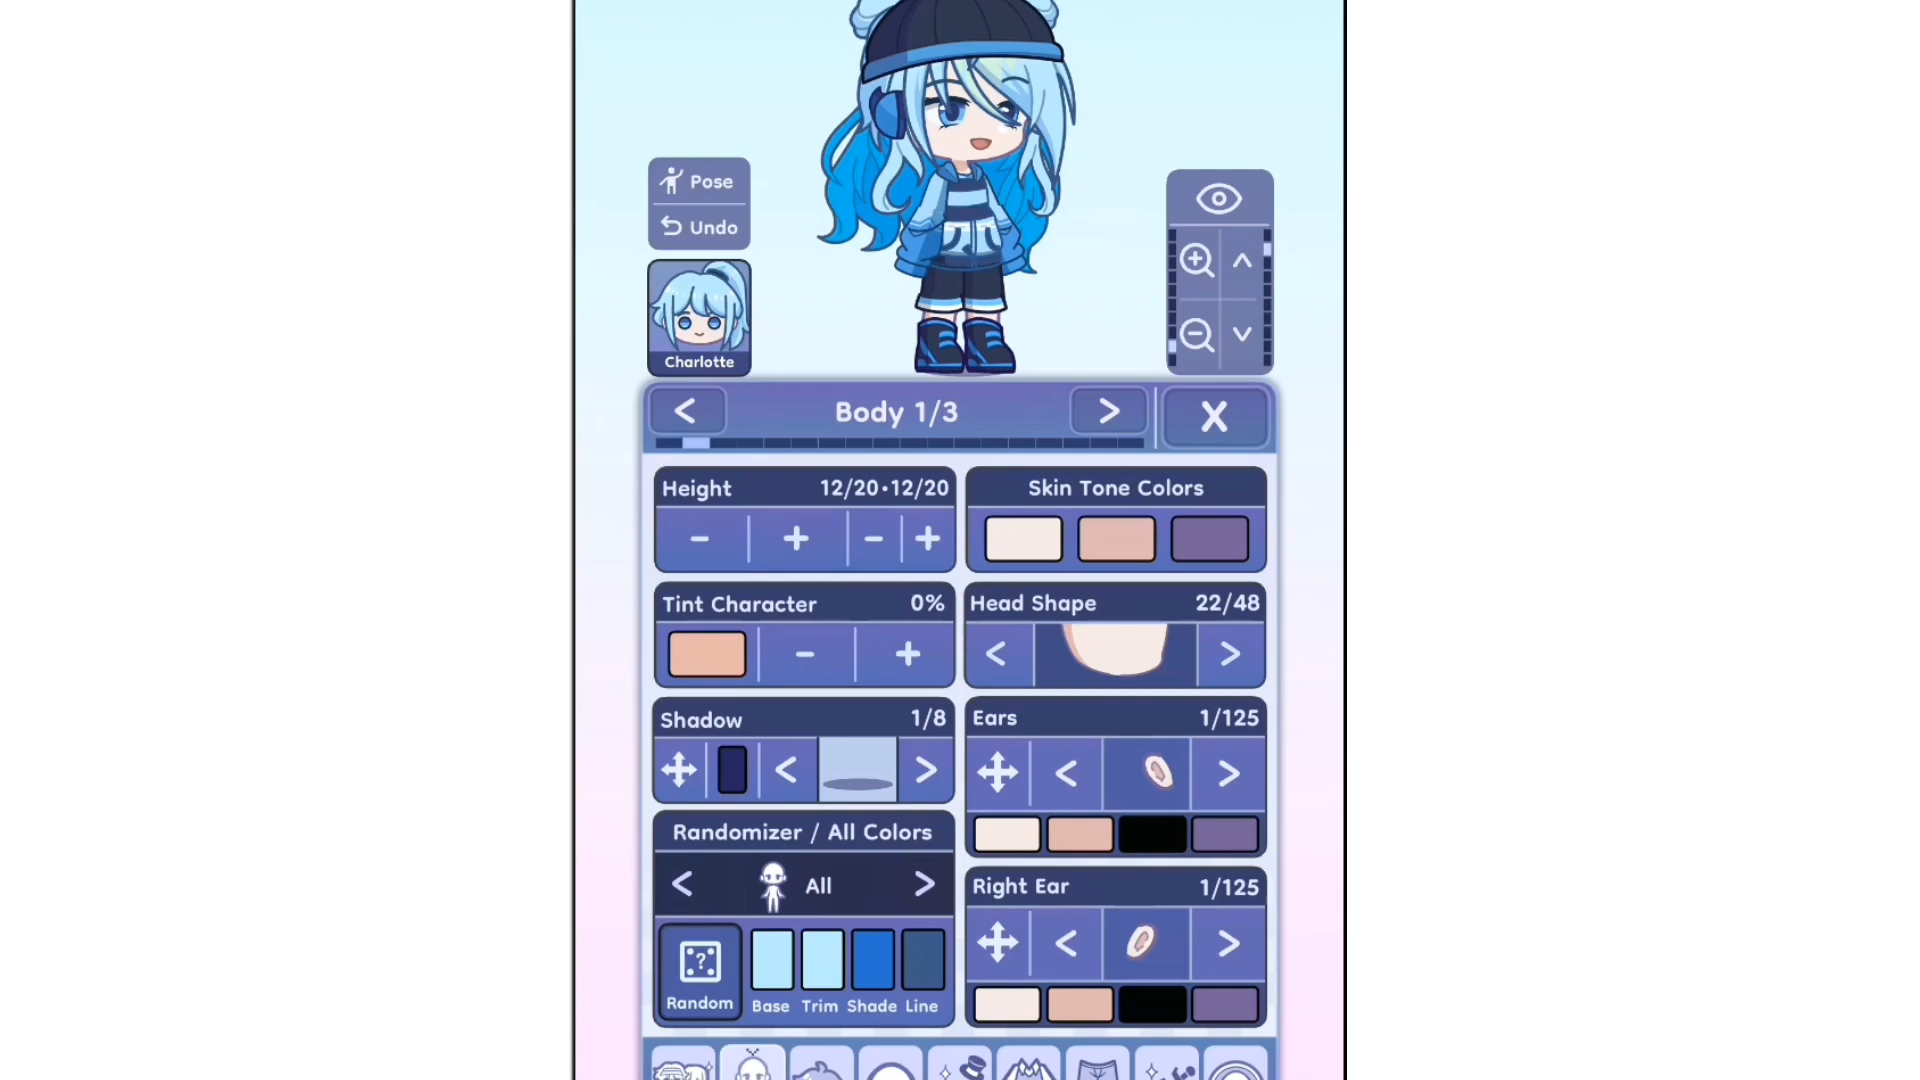 Pose
Undo
Charlotte
Body 1/3
X
Height 12/20•12/20
Skin Tone Colors
Tint Character 0%
Head Shape 22/48
Shadow 1/8
Ears 1/125
Randomizer / All Colors
All
Right Ear 1/125
?
Random Base Trim Shade Line